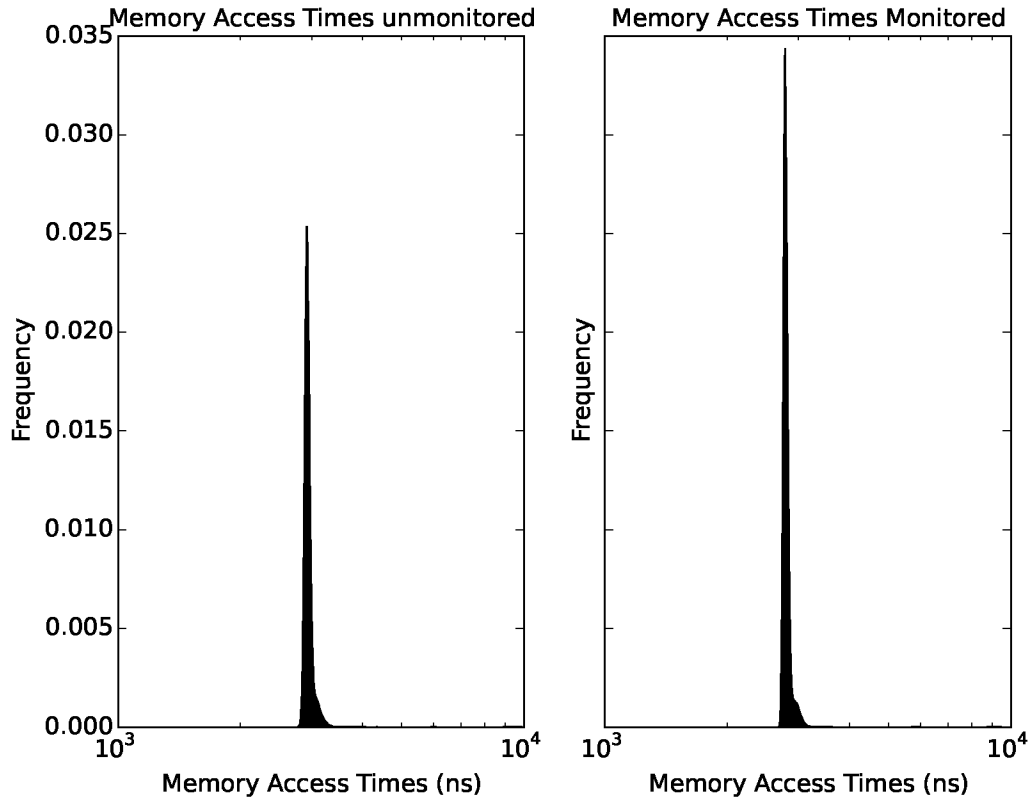 Memory Access Times unmonitored
Memory Access Times Monitored
0.035
0.030
0.025
0.020
0.015
0.010
0.005
0.000
Frequency
Frequency
10³
10⁴
10³
10⁴
Memory Access Times (ns)
Memory Access Times (ns)